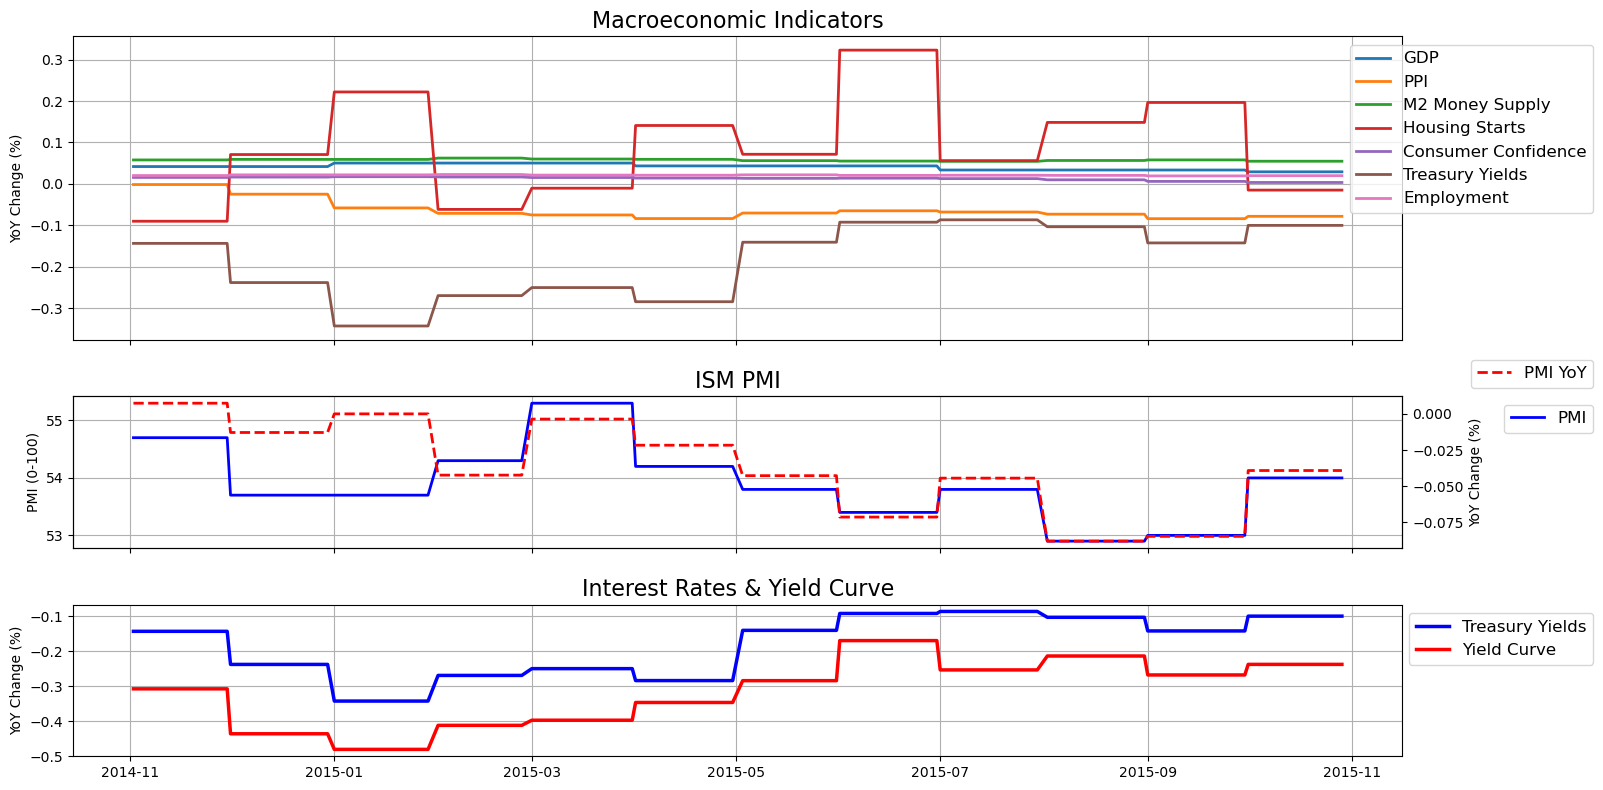 Macroeconomic Indicators
YoY Change (%)
0.3
0.2
0.1
0.0
−0.1
−0.2
−0.3
GDP
PPI
M2 Money Supply
Housing Starts
Consumer Confidence
Treasury Yields
Employment
ISM PMI
PMI (0-100)
55
54
53
0.000
−0.025
−0.050
−0.075
YoY Change (%)
PMI YoY
PMI
Interest Rates & Yield Curve
YoY Change (%)
−0.1
−0.2
−0.3
−0.4
−0.5
Treasury Yields
Yield Curve
2014-11
2015-01
2015-03
2015-05
2015-07
2015-09
2015-11